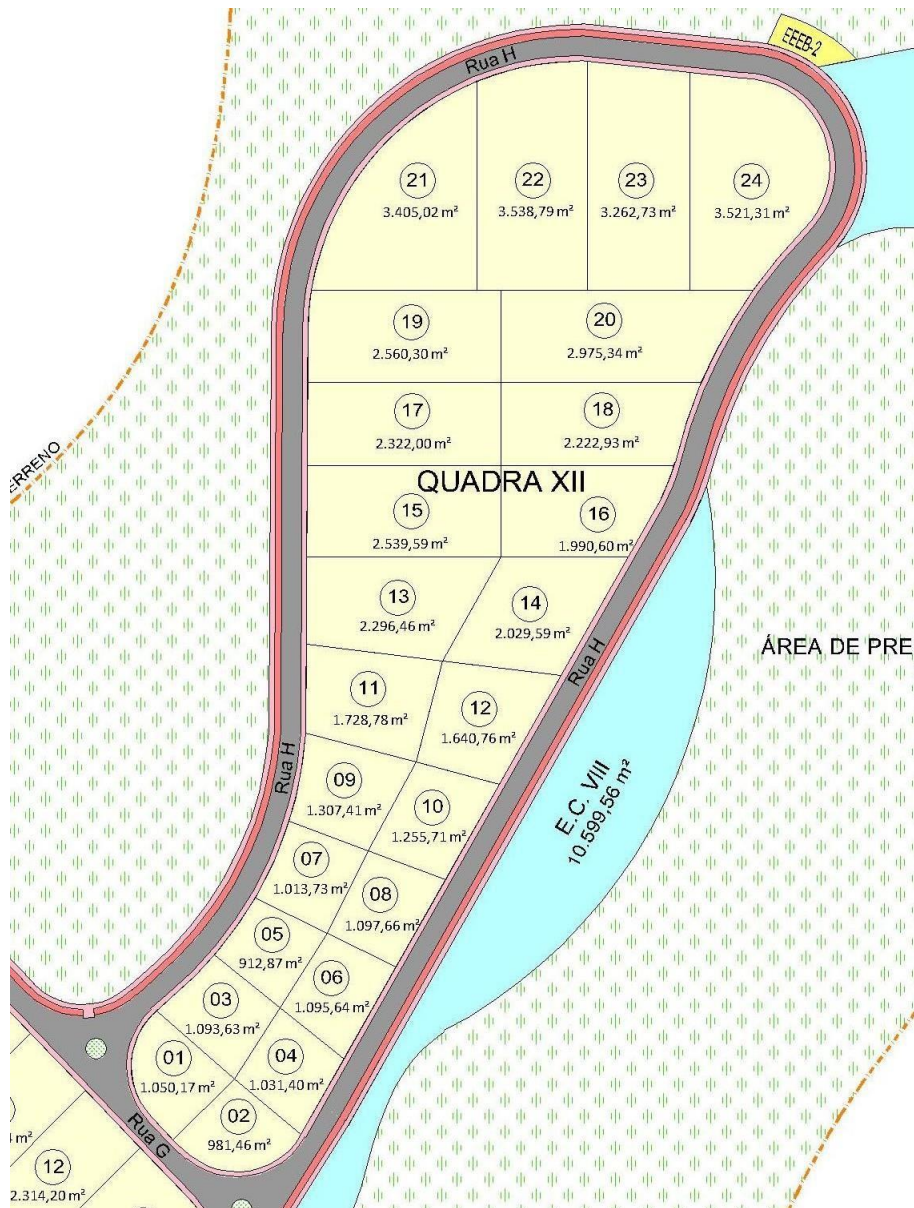 EEEB-2
Rua H
21
3.405,02 m²
22
3.538,79 m²
23
3.262,73 m²
24
3.521,31 m²
19
2.560,30 m²
20
2.975,34 m²
17
2.322,00 m²
18
2.222,93 m²
ERRENO
QUADRA XII
15
2.539,59 m²
16
1.990,60 m²
13
2.296,46 m²
14
2.029,59 m²
ÁREA DE PRE
Rua H
11
1.728,78 m²
12
1.640,76 m²
Rua H
09
1.307,41 m²
10
1.255,71 m²
E.C. VIII
10.599,56 m²
07
1.013,73 m²
08
1.097,66 m²
05
912,87 m²
06
1.095,64 m²
03
1.093,63 m²
04
1.031,40 m²
01
1.050,17 m²
02
981,46 m²
Rua G
4 m²
12
2.314,20 m²